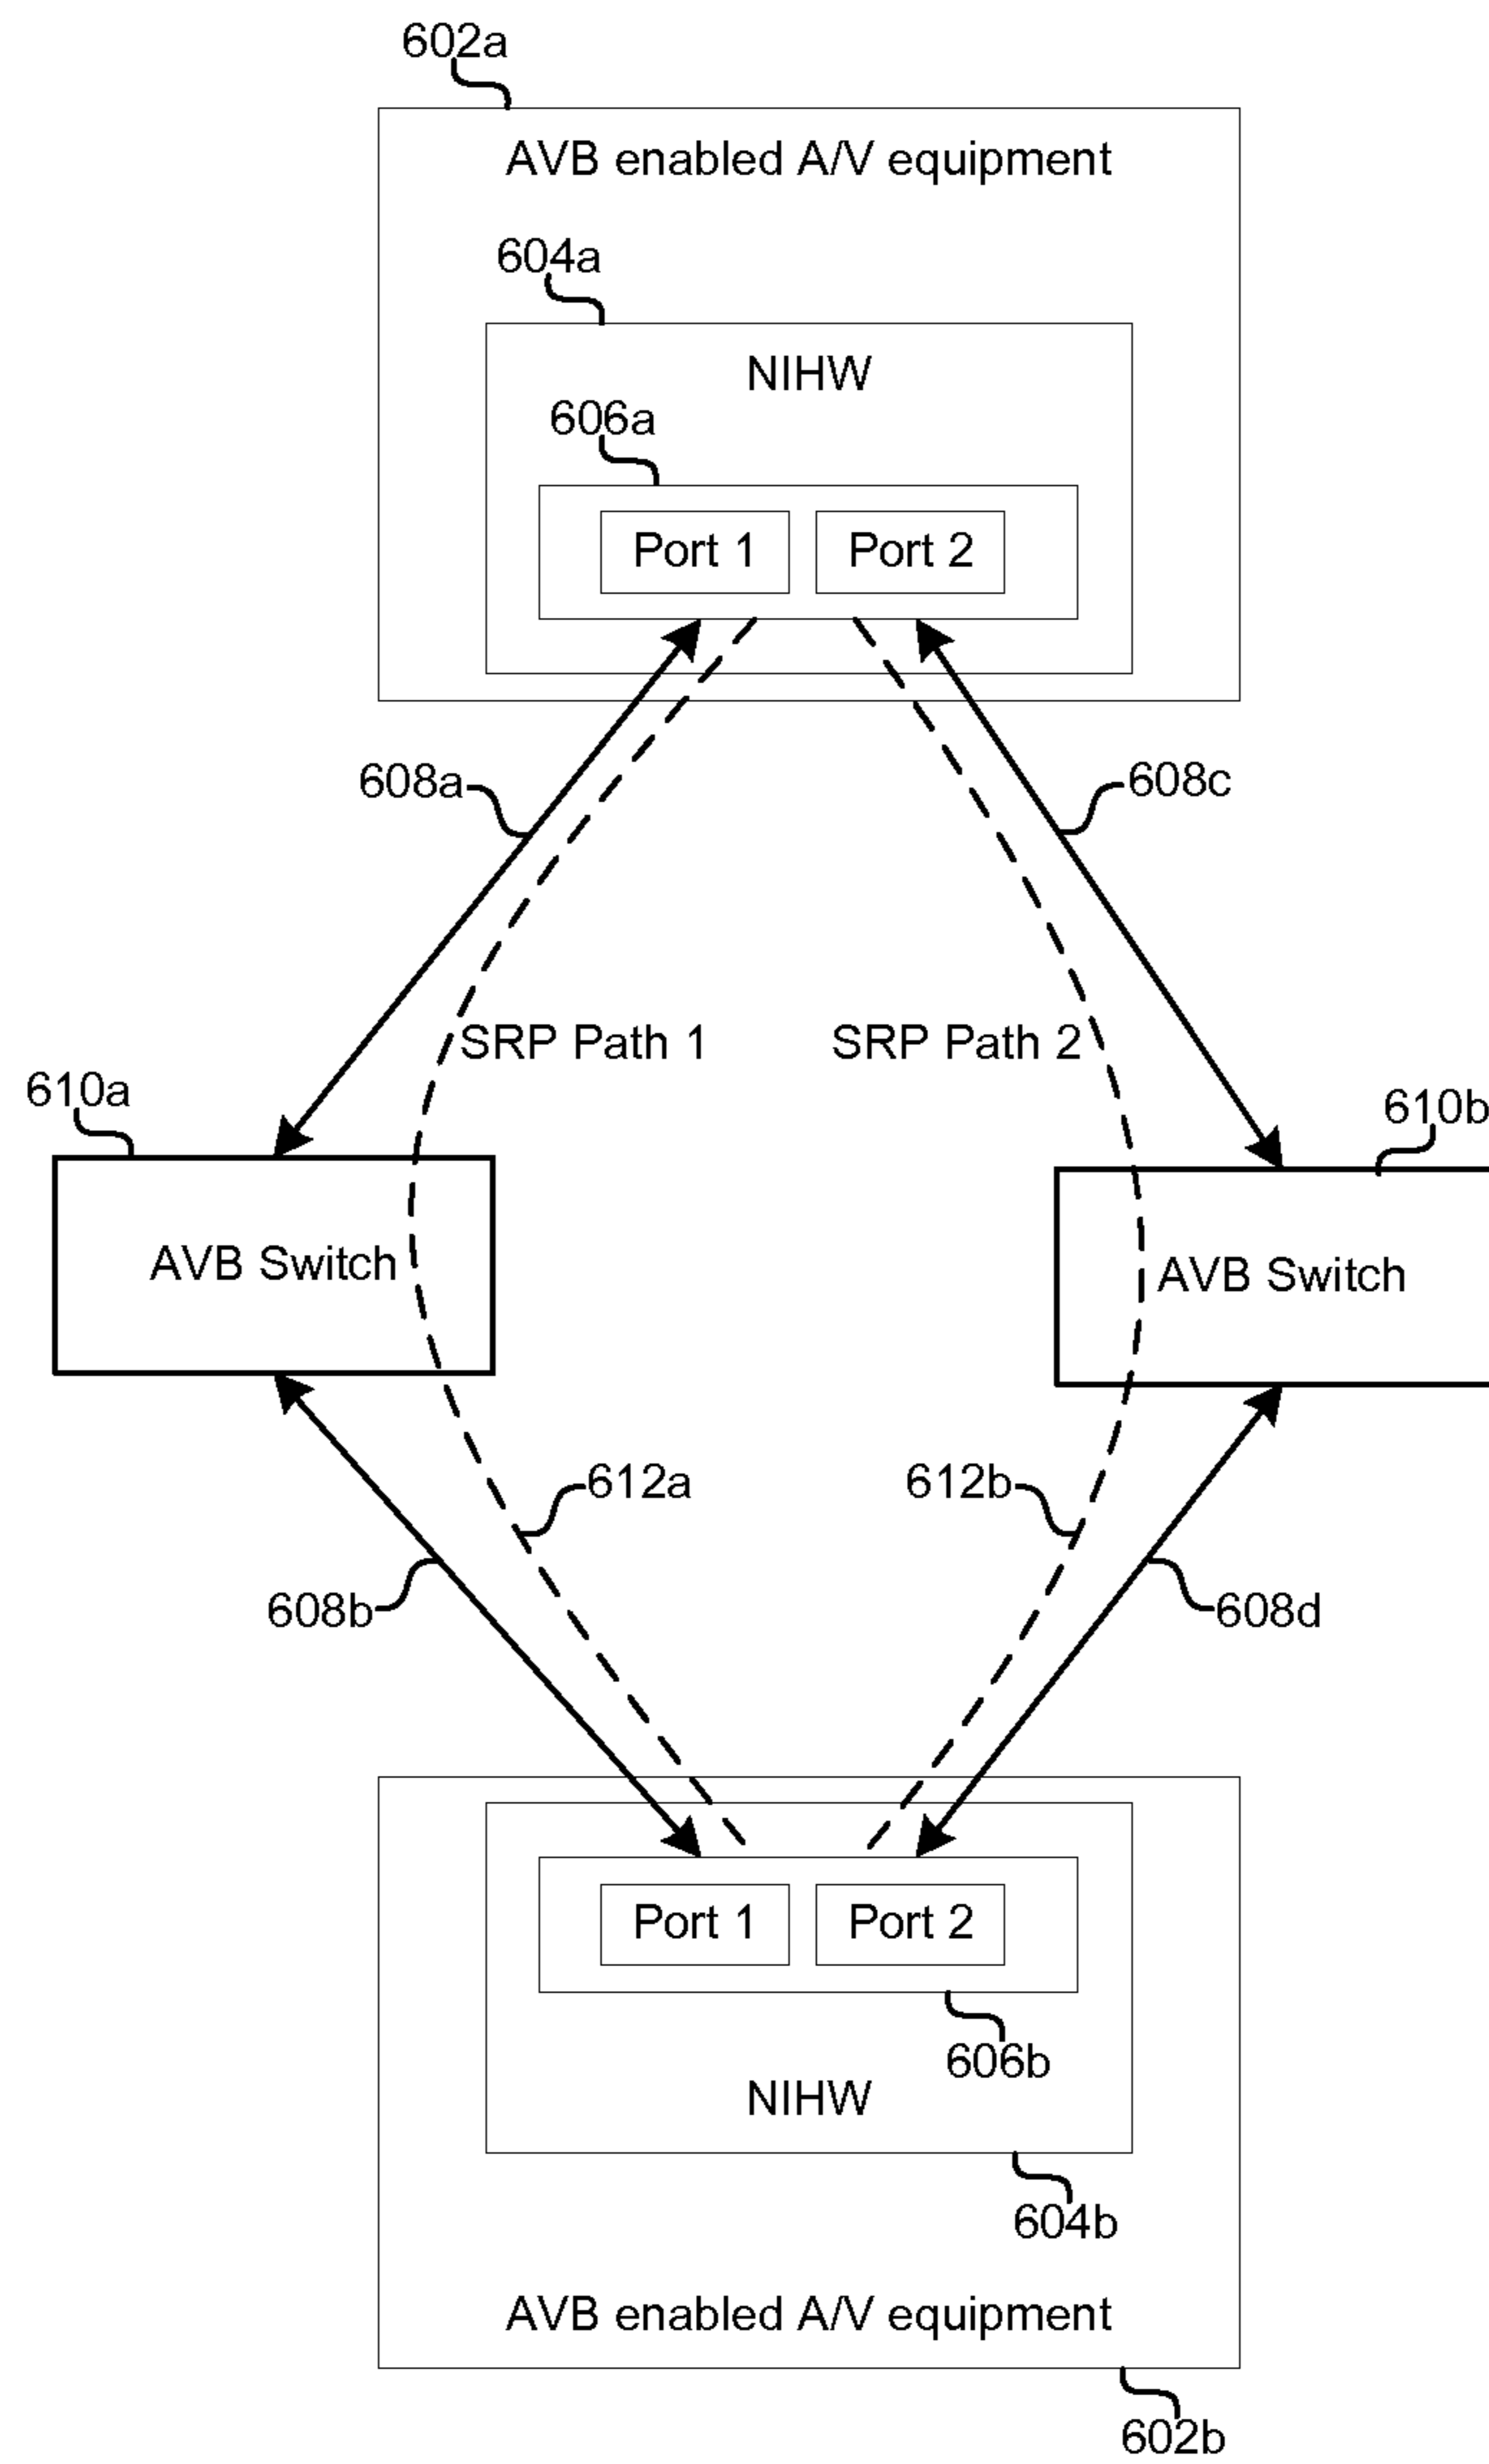 602a
AVB enabled A/V equipment
604a
NIHW
606a
Port 1
Port 2
608a
608c
SRP Path 1
SRP Path 2
610a
610b
AVB Switch
AVB Switch
612a
612b
608b
608d
Port 1
Port 2
606b
NIHW
604b
AVB enabled A/V equipment
602b